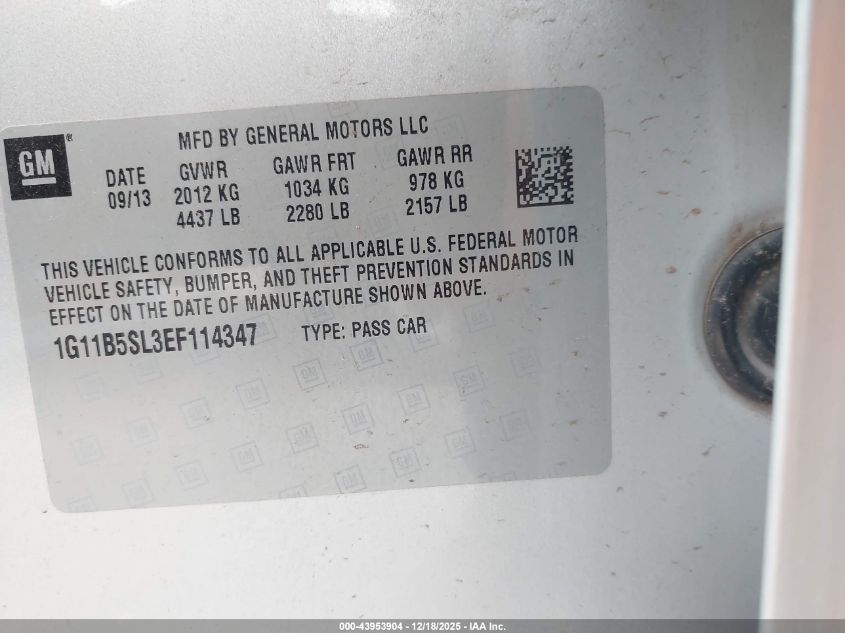 GM®
MFD BY GENERAL MOTORS LLC
DATE GVWR GAWR FRT GAWR RR
09/13 2012 KG 1034 KG 978 KG
4437 LB 2280 LB 2157 LB
THIS VEHICLE CONFORMS TO ALL APPLICABLE U.S. FEDERAL MOTOR
VEHICLE SAFETY, BUMPER, AND THEFT PREVENTION STANDARDS IN
EFFECT ON THE DATE OF MANUFACTURE SHOWN ABOVE.
1G11B5SL3EF114347 TYPE: PASS CAR
000-43953904 - 12/18/2025 - IAA Inc.